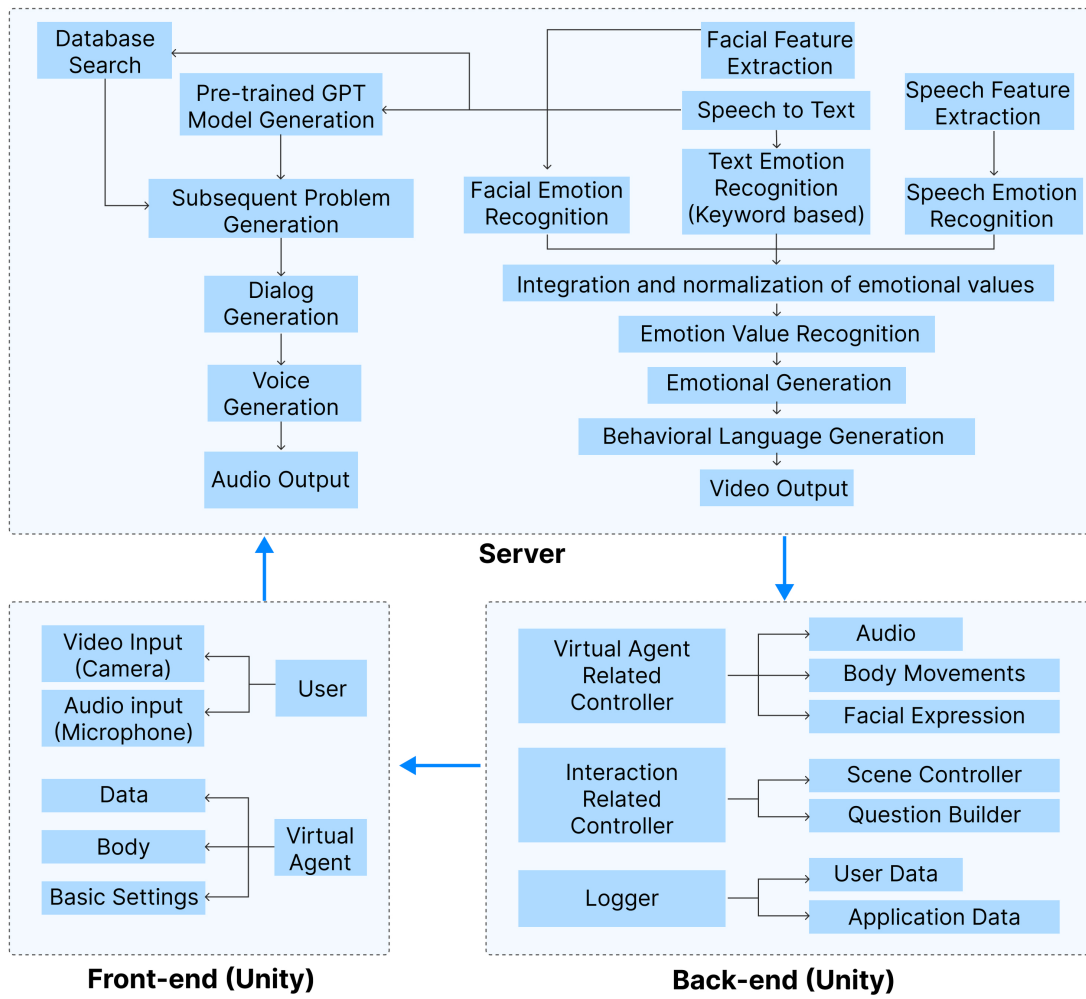 Database
Search
Facial Feature
Extraction
Pre-trained GPT
Model Generation
Speech to Text
Speech Feature
Extraction
Subsequent Problem
Generation
Facial Emotion
Recognition
Text Emotion
Recognition
(Keyword based)
Speech Emotion
Recognition
Dialog
Generation
Integration and normalization of emotional values
Emotion Value Recognition
Voice
Generation
Emotional Generation
Behavioral Language Generation
Audio Output
Video Output
Server
Video Input
(Camera)
Audio input
(Microphone)
User
Data
Body
Basic Settings
Virtual
Agent
Front-end (Unity)
Virtual Agent
Related
Controller
Audio
Body Movements
Facial Expression
Interaction
Related
Controller
Scene Controller
Question Builder
Logger
User Data
Application Data
Back-end (Unity)